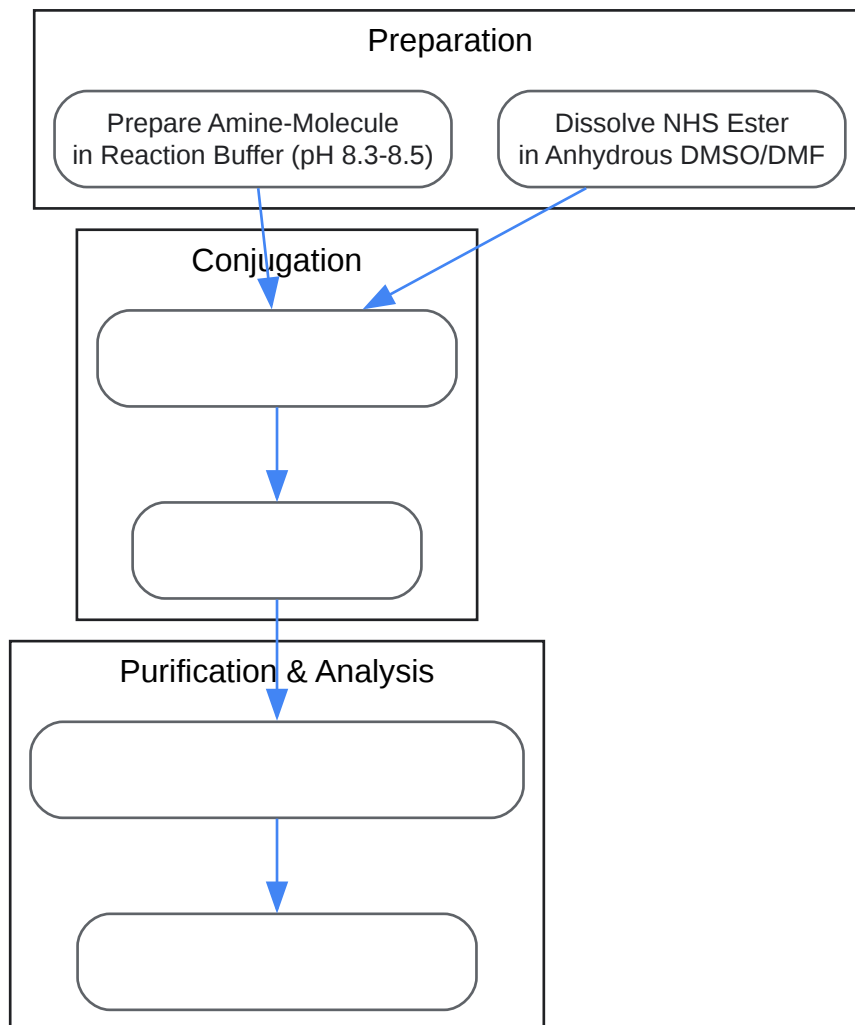 Preparation
Prepare Amine-Molecule
in Reaction Buffer (pH 8.3-8.5)
Dissolve NHS Ester
in Anhydrous DMSO/DMF
Conjugation
Purification & Analysis